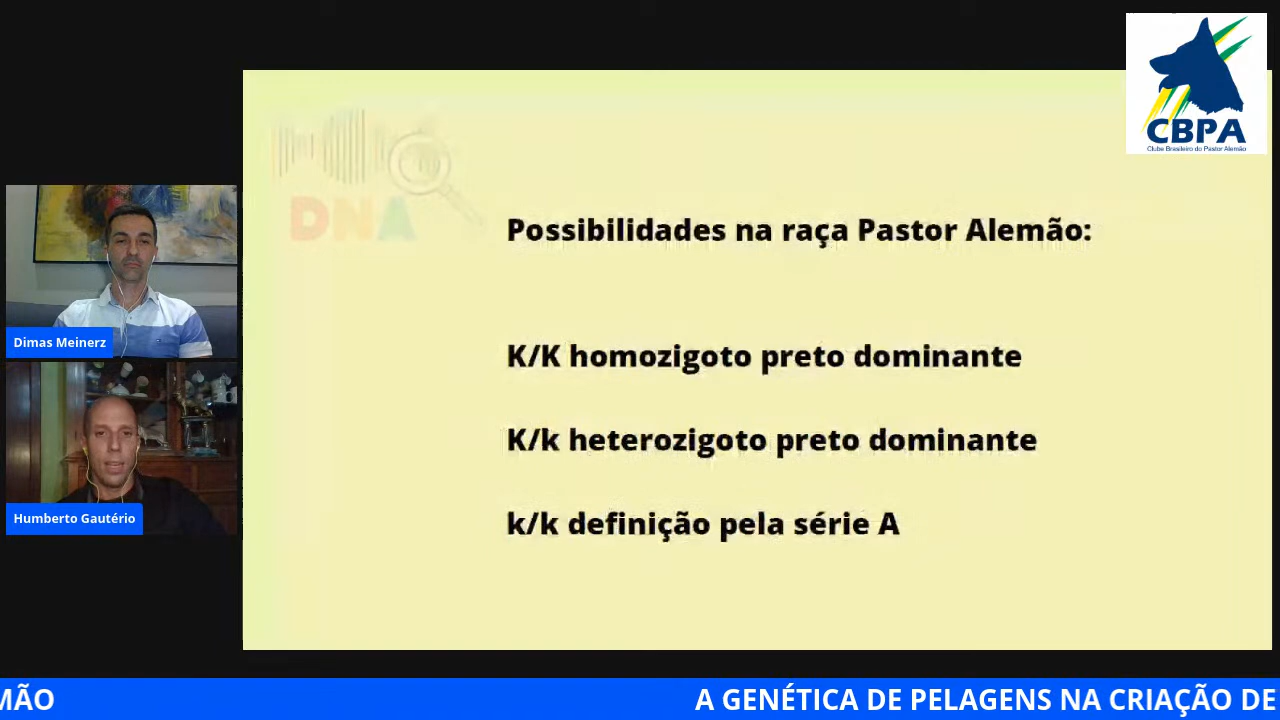 CBPA
Clube Brasileiro do Pastor Alemão
DNA
Possibilidades na raça Pastor Alemão:
K/K homozigoto preto dominante
K/k heterozigoto preto dominante
k/k definição pela série A
Dimas Meinerz
Humberto Gautério
MÃO
A GENÉTICA DE PELAGENS NA CRIAÇÃO DE